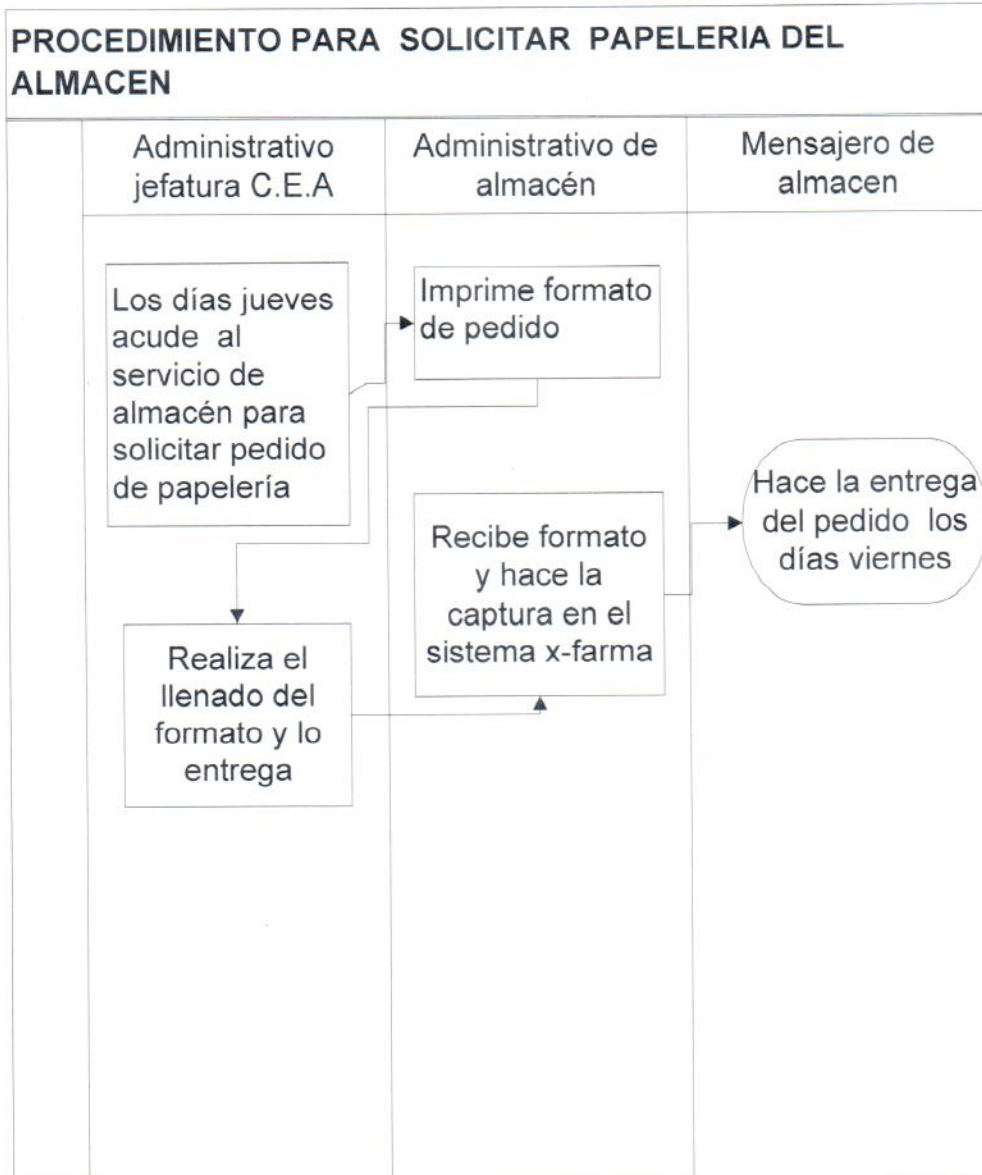 PROCEDIMIENTO PARA SOLICITAR PAPELERIA DEL
ALMACEN
Administrativo
jefatura C.E.A
Administrativo de
almacén
Mensajero de
almacen
Los días jueves
acude al
servicio de
almacén para
solicitar pedido
de papelería
Imprime formato
de pedido
Realiza el
llenado del
formato y lo
entrega
Recibe formato
y hace la
captura en el
sistema x-farma
Hace la entrega
del pedido los
días viernes